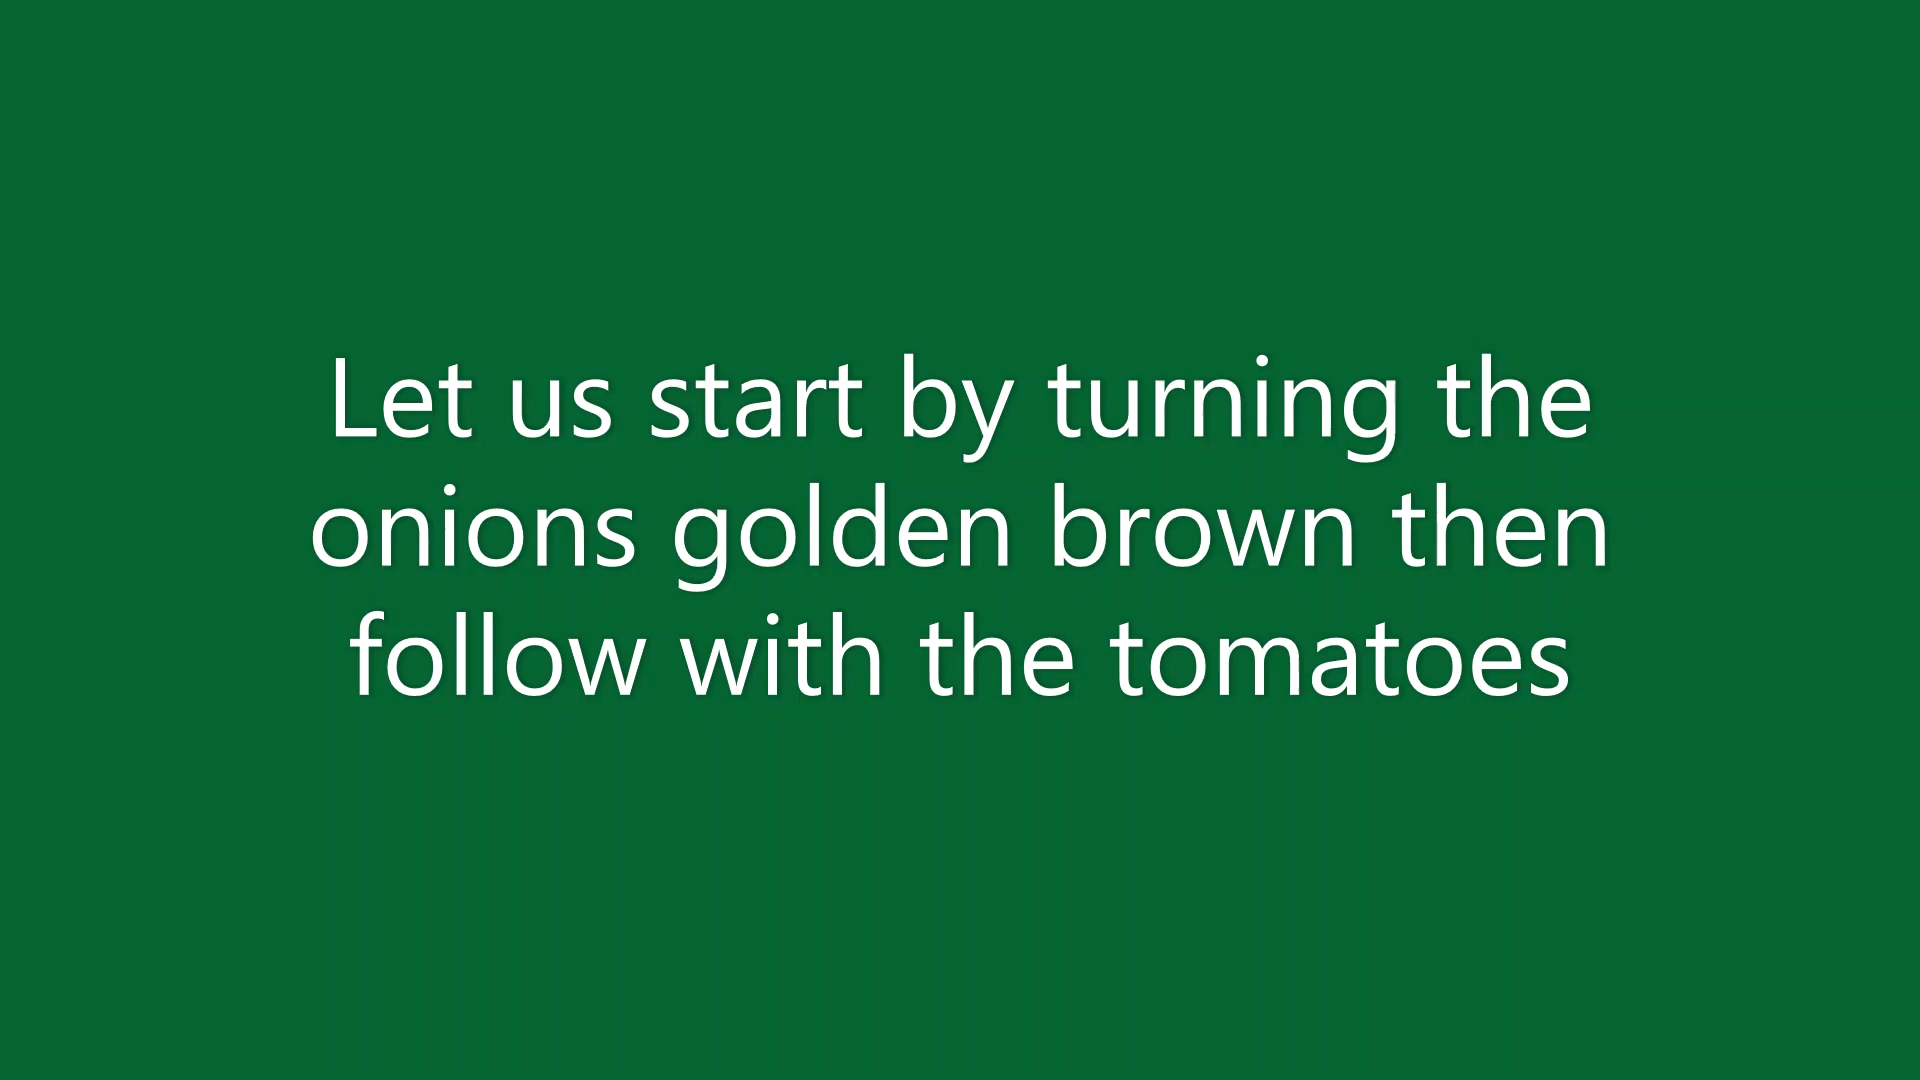 Let us start by turning the
onions golden brown then
follow with the tomatoes